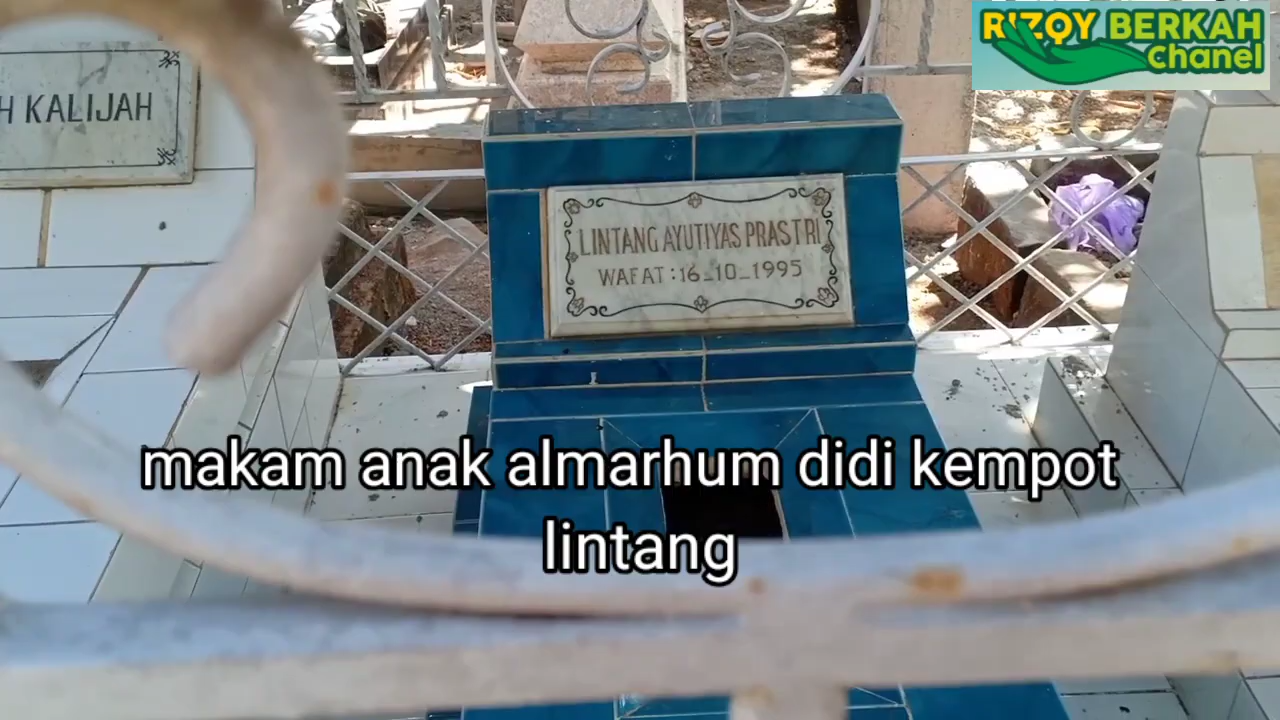 RIZQY BERKAH
Chanel
H KALIJAH
LINTANG AYUTIYAS PRASTRI
WAFAT : 16_10_1995
makam anak almarhum didi kempot
lintang